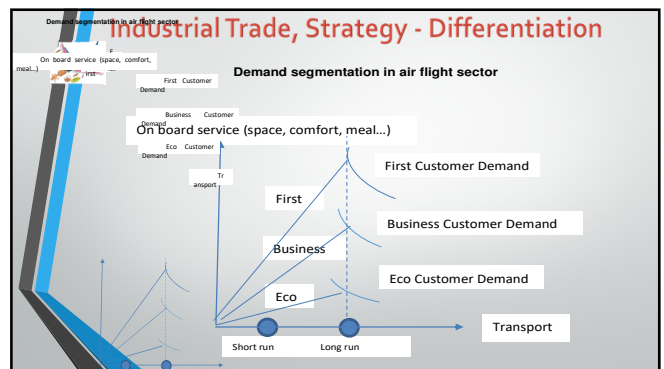 Industrial Trade, Strategy - Differentiation
Demand segmentation in air flight sector
On board service (space, comfort,
meal...)
F
irst
Demand segmentation in air flight sector
First Customer
Demand
Business Customer
Demand
On board service (space, comfort, meal...)
Eco Customer
Demand
Tr
ansport
First Customer Demand
First
Business Customer Demand
Business
Eco Customer Demand
Eco
Transport
Short run
Long run